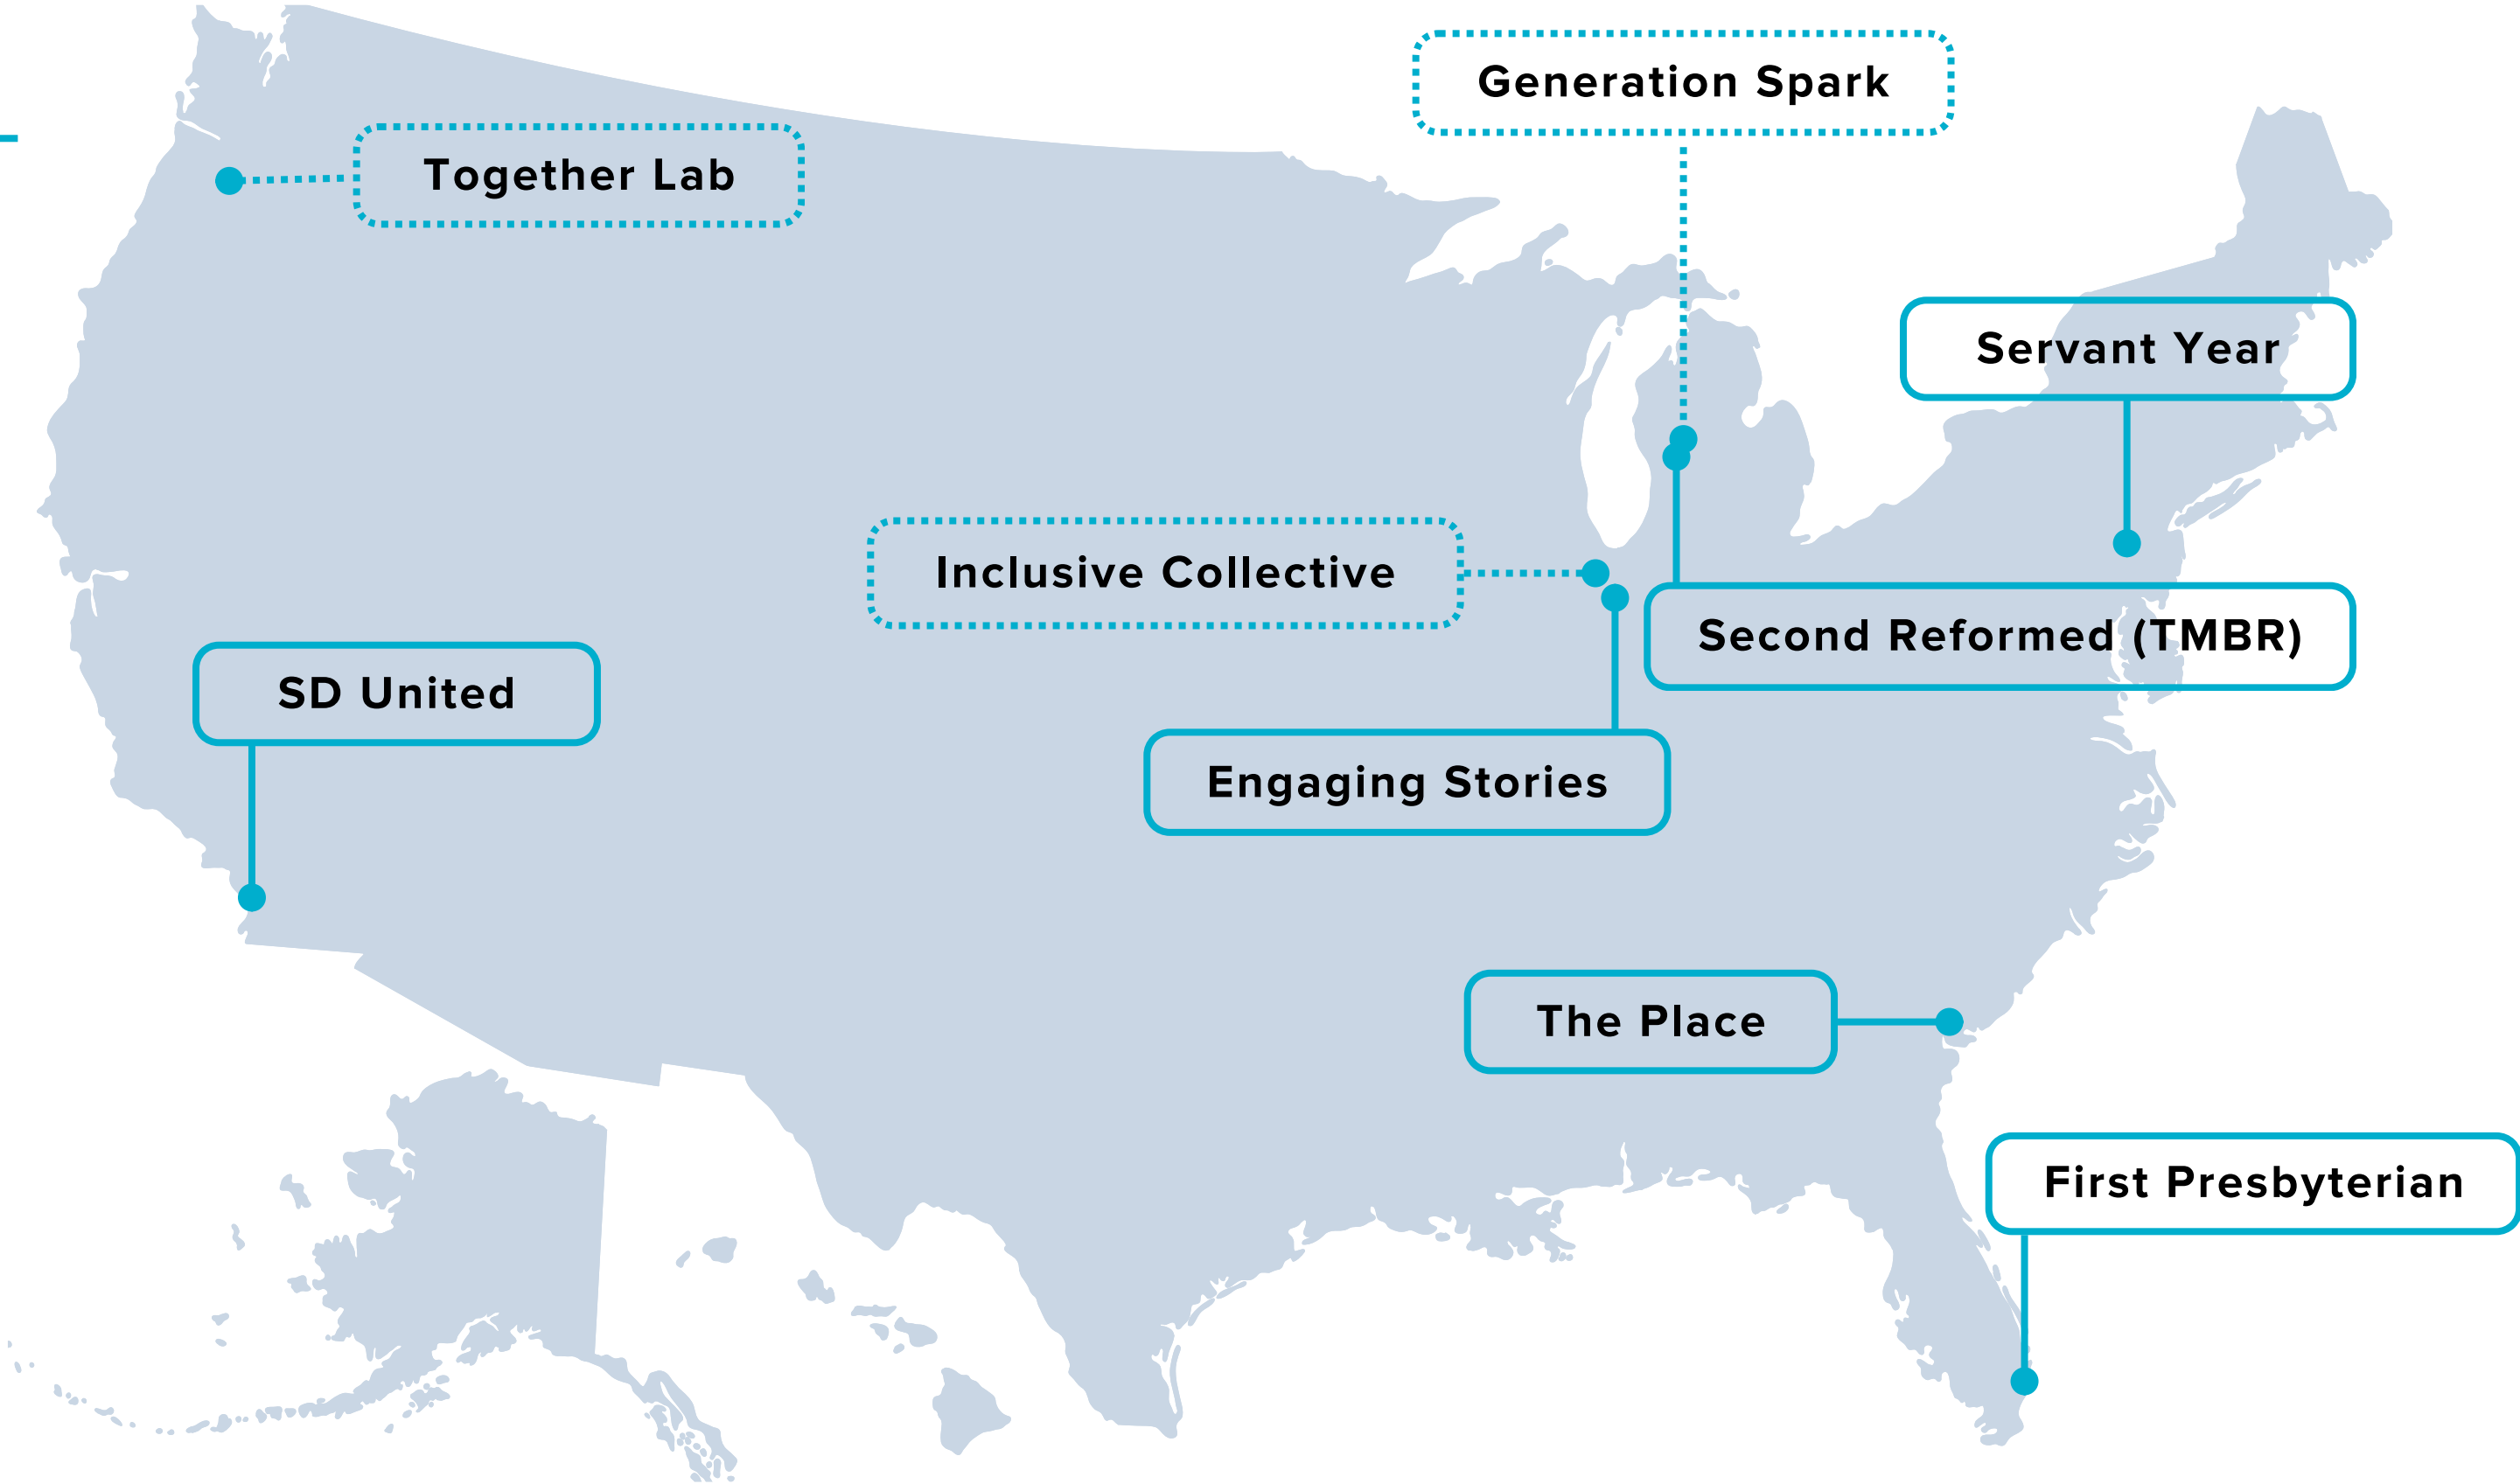 Generation Spark
Together Lab
Servant Year
Inclusive Collective
Second Reformed (TMBR)
SD United
Engaging Stories
The Place
First Presbyterian